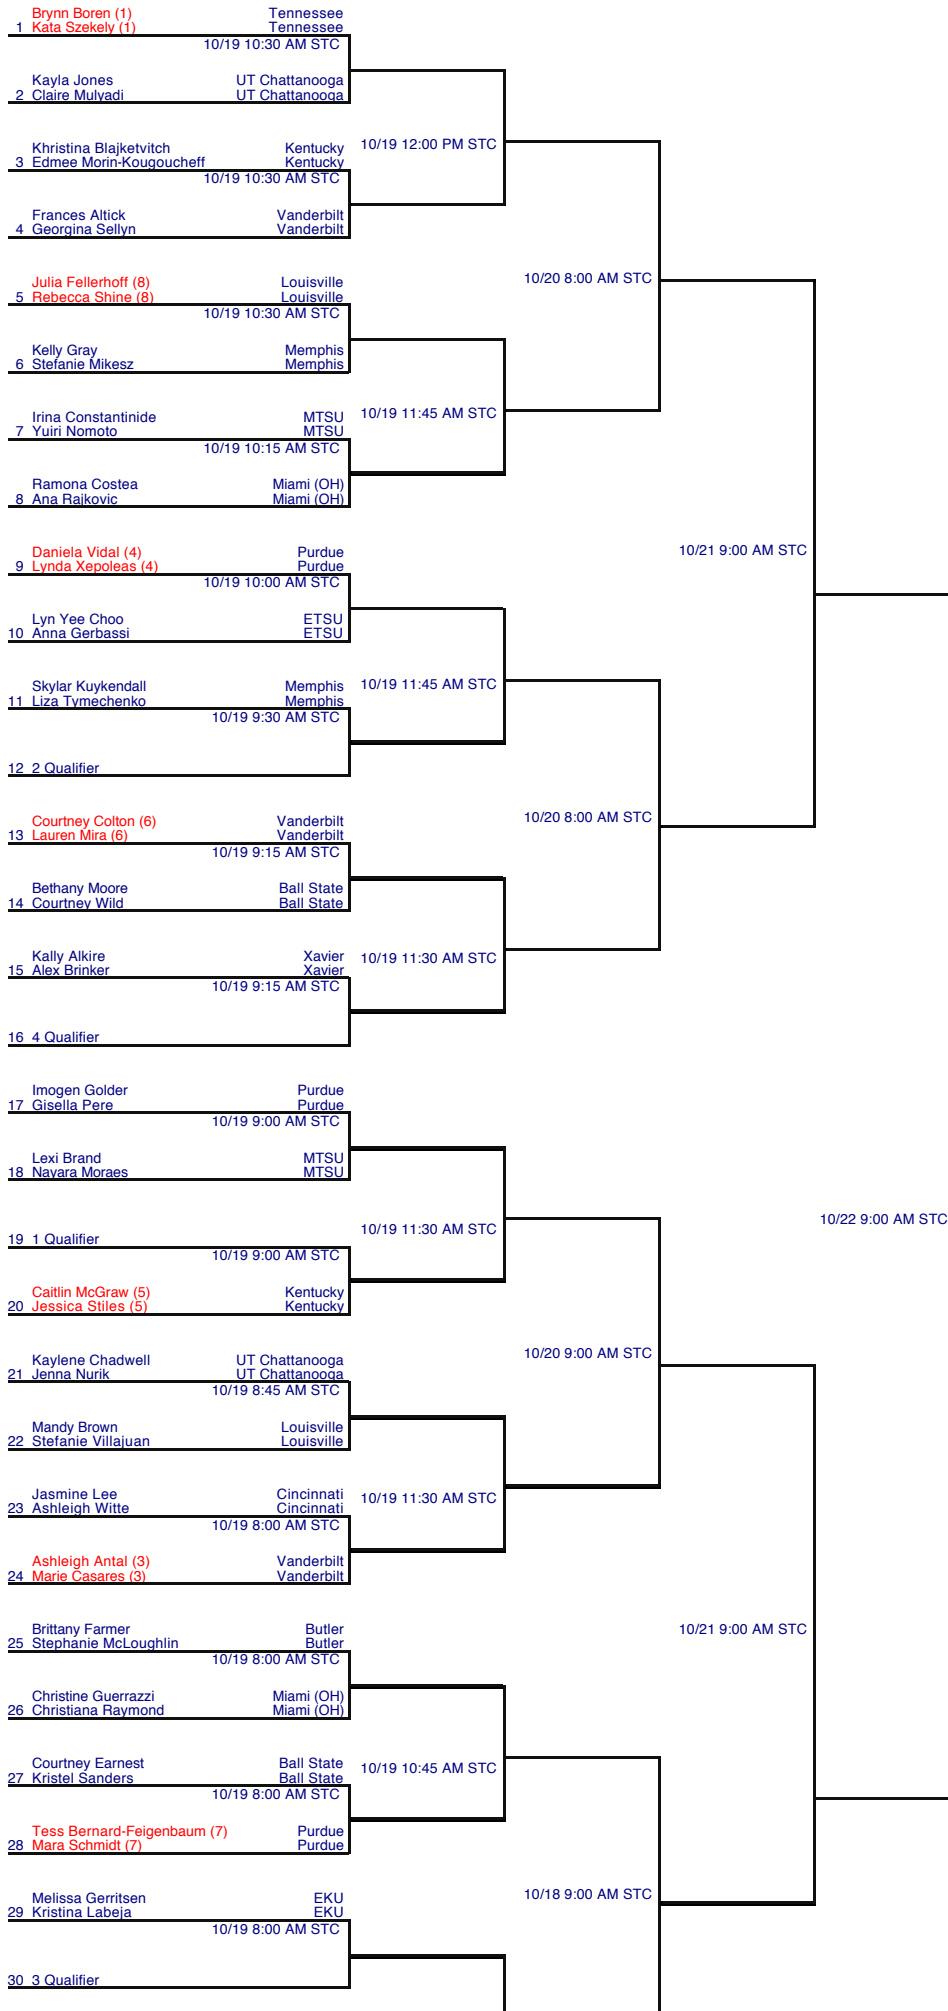 Brynn Boren (1) Tennessee
1 Kata Szekely (1) Tennessee
10/19 10:30 AM STC
Kayla Jones UT Chattanooga
2 Claire Mulyadi UT Chattanooga
Khristina Blajketvitch Kentucky
10/19 12:00 PM STC
3 Edmee Morin-Kougoucheff Kentucky
10/19 10:30 AM STC
Frances Altick Vanderbilt
4 Georgina Sellyn Vanderbilt
10/20 8:00 AM STC
Julia Fellerhoff (8) Louisville
5 Rebecca Shine (8) Louisville
10/19 10:30 AM STC
Kelly Gray Memphis
6 Stefanie Mikesz Memphis
10/19 11:45 AM STC
Irina Constantinide MTSU
7 Yuiri Nomoto MTSU
10/19 10:15 AM STC
Ramona Costea Miami (OH)
8 Ana Rajkovic Miami (OH)
10/21 9:00 AM STC
Daniela Vidal (4) Purdue
9 Lynda Xepoleas (4) Purdue
10/19 10:00 AM STC
Lyn Yee Choo ETSU
10 Anna Gerbassi ETSU
10/19 11:45 AM STC
Skylar Kuykendall Memphis
11 Liza Tymechenko Memphis
10/19 9:30 AM STC
12 2 Qualifier
10/20 8:00 AM STC
Courtney Colton (6) Vanderbilt
13 Lauren Mira (6) Vanderbilt
10/19 9:15 AM STC
Bethany Moore Ball State
14 Courtney Wild Ball State
Kally Alkire Xavier
10/19 11:30 AM STC
15 Alex Brinker Xavier
10/19 9:15 AM STC
16 4 Qualifier
Imogen Golder Purdue
17 Gisella Pere Purdue
10/19 9:00 AM STC
Lexi Brand MTSU
18 Nayara Moraes MTSU
10/22 9:00 AM STC
10/19 11:30 AM STC
19 1 Qualifier
10/19 9:00 AM STC
Caitlin McGraw (5) Kentucky
20 Jessica Stiles (5) Kentucky
10/20 9:00 AM STC
Kaylene Chadwell UT Chattanooga
21 Jenna Nurik UT Chattanooga
10/19 8:45 AM STC
Mandy Brown Louisville
22 Stefanie Villajuan Louisville
Jasmine Lee Cincinnati
10/19 11:30 AM STC
23 Ashleigh Witte Cincinnati
10/19 8:00 AM STC
Ashleigh Antal (3) Vanderbilt
24 Marie Casares (3) Vanderbilt
Brittany Farmer Butler
10/21 9:00 AM STC
25 Stephanie McLoughlin Butler
10/19 8:00 AM STC
Christine Guerrazzi Miami (OH)
26 Christiana Raymond Miami (OH)
Courtney Earnest Ball State
10/19 10:45 AM STC
27 Kristel Sanders Ball State
10/19 8:00 AM STC
Tess Bernard-Feigenbaum (7) Purdue
28 Mara Schmidt (7) Purdue
10/18 9:00 AM STC
Melissa Gerritsen EKU
29 Kristina Labeja EKU
10/19 8:00 AM STC
30 3 Qualifier